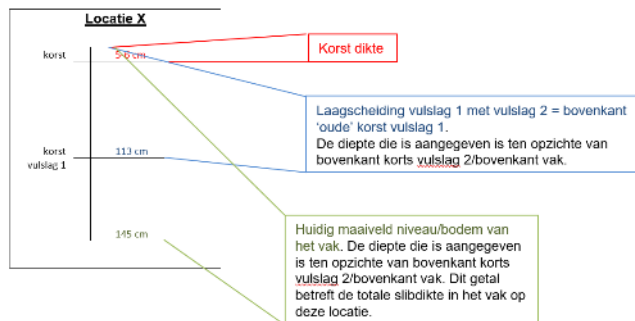 Locatie X
korst
5-8 cm
Korst dikte
Laagscheiding vulslag 1 met vulslag 2 = bovenkant
'oude' korst vulslag 1.
De diepte die is aangegeven is ten opzichte van
bovenkant korts vulslag 2/bovenkant vak.
korst
vulslag 1
113 cm
Huidig maaiveld niveau/bodem van
het vak. De diepte die is aangegeven
is ten opzichte van bovenkant korts
vulslag 2/bovenkant vak. Dit getal
betreft de totale slibdikte in het vak op
deze locatie.
145 cm